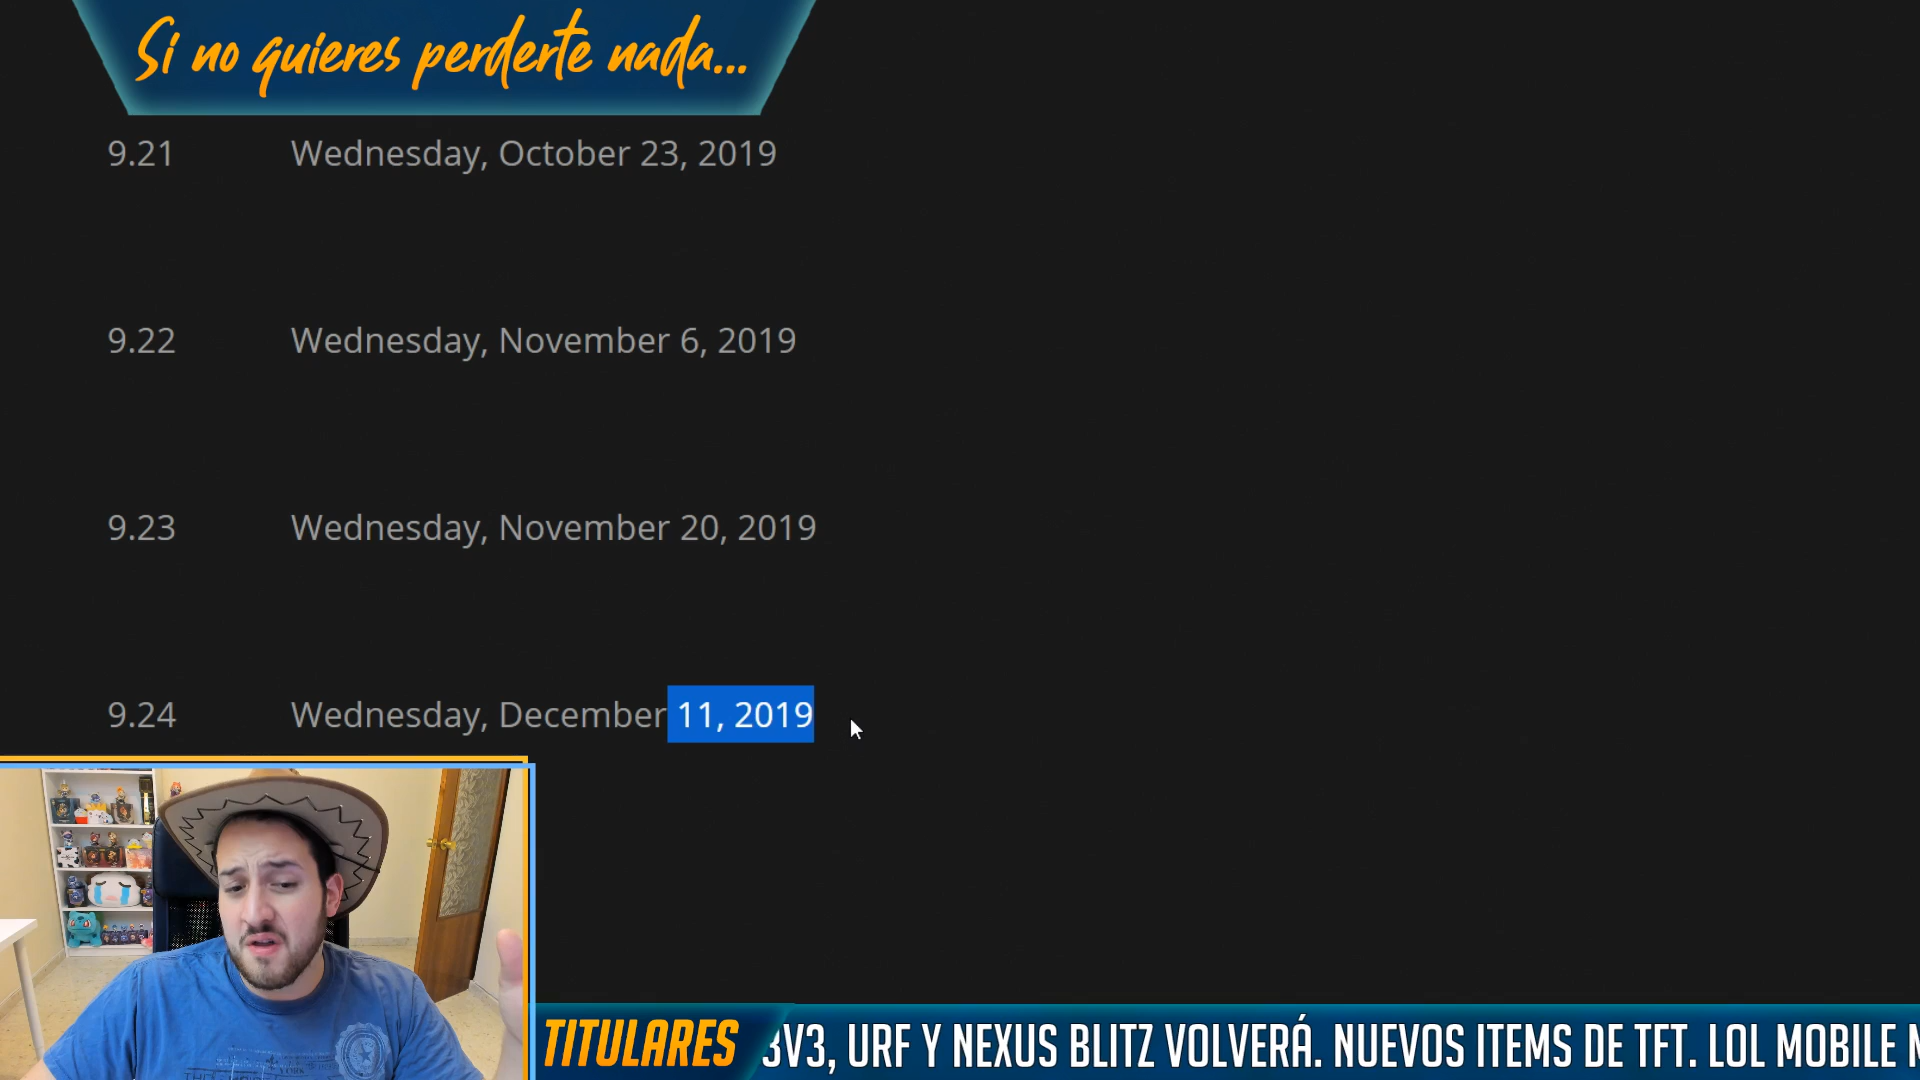 Si no quieres perderte nada...
9.21 Wednesday, October 23, 2019
9.22 Wednesday, November 6, 2019
9.23 Wednesday, November 20, 2019
9.24 Wednesday, December 11, 2019
TITULARES 3V3, URF Y NEXUS BLITZ VOLVERÁ. NUEVOS ITEMS DE TFT. LOL MOBILE